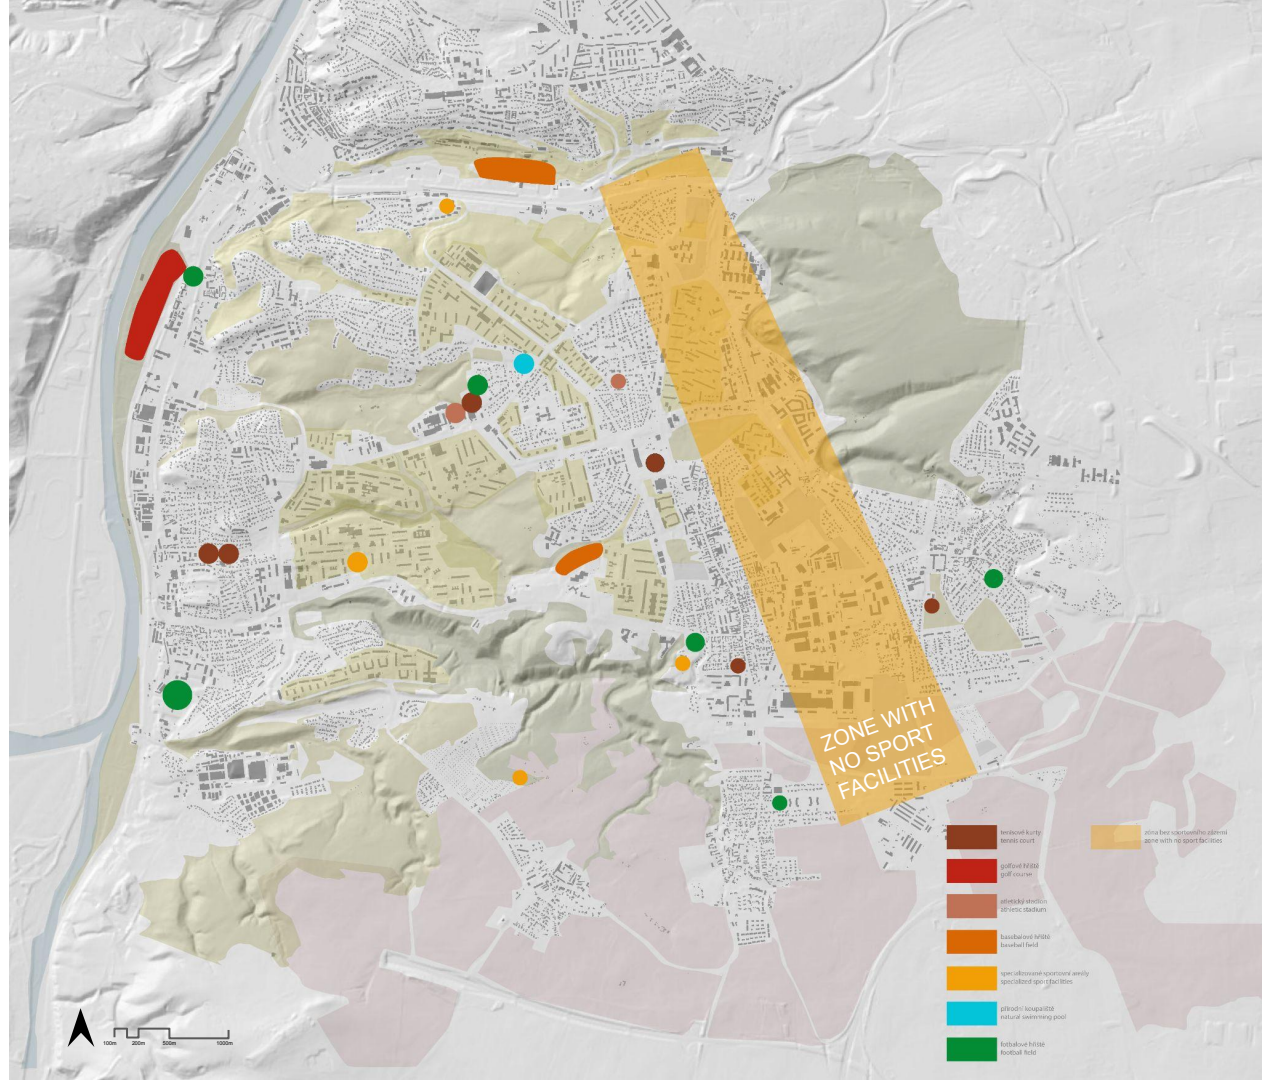 ZONE WITH
NO SPORT
FACILITIES
tenisové kurty
tennis court
golfové hřiště
golf course
atletický stadion
athletic stadium
baseballové hřiště
baseball field
specializované sportovní areály
specialized sport facilities
přírodní koupaliště
natural swimming pool
fotbalové hřiště
football field
zóna bez sportovního zázemí
zone with no sport facilities
100m 200m 500m 1000m